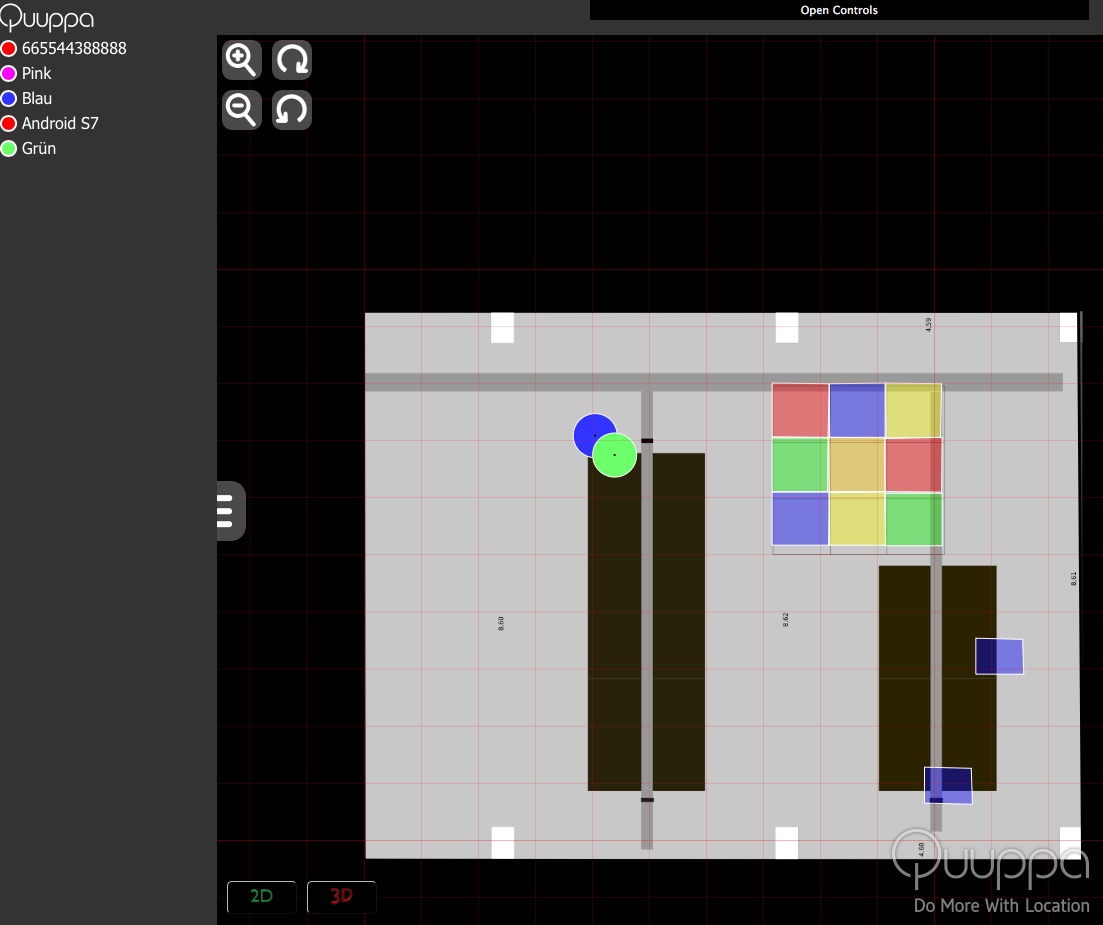 Quuppa
Open Controls
665544388888
Pink
Blau
Android S7
Grün
4.59
8.60
8.62
8.61
4.60
2D
3D
Quuppa
Do More With Location